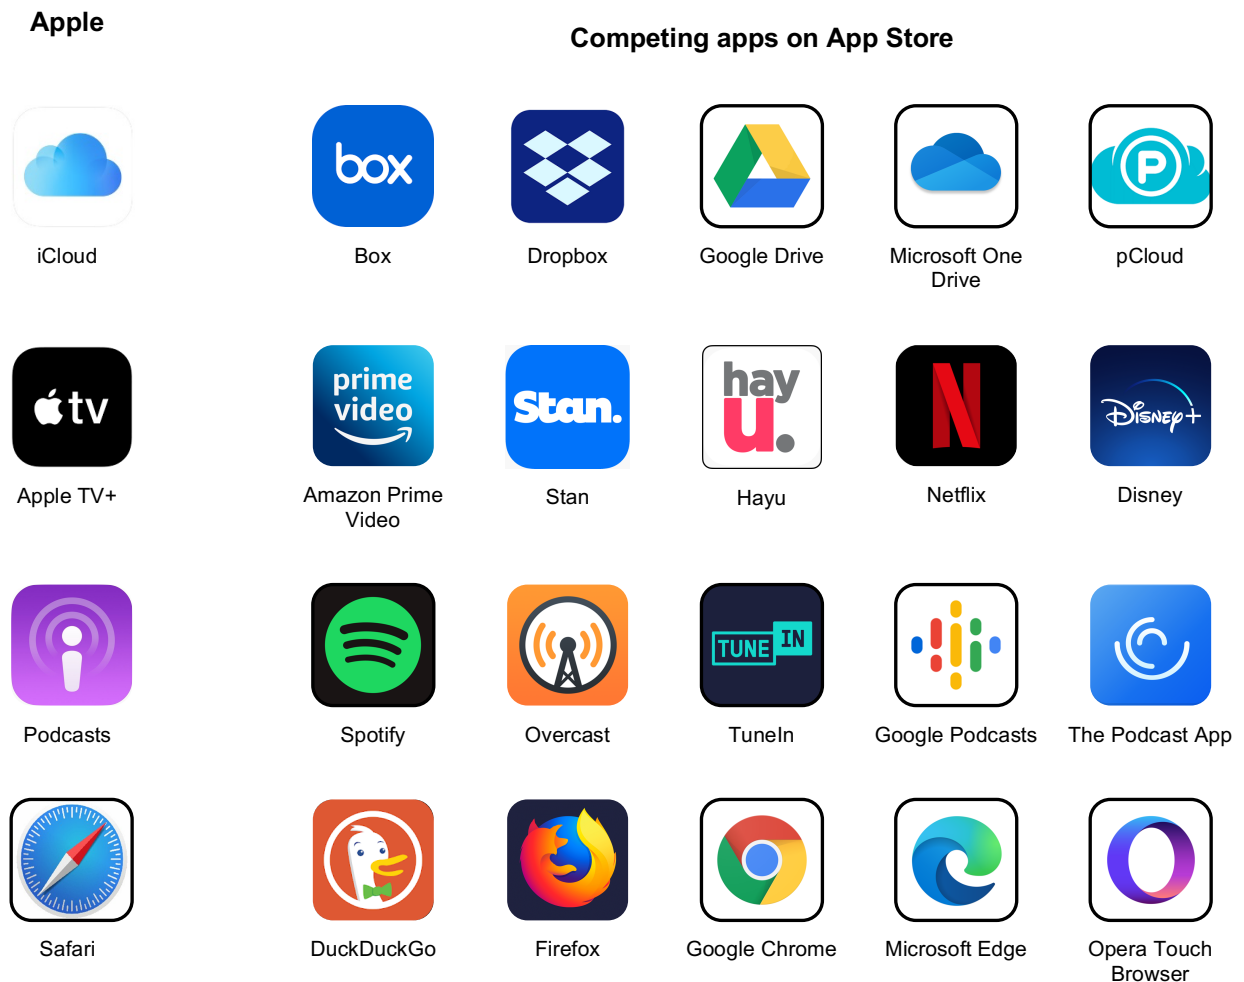 Apple
Competing apps on App Store
box
P
iCloud
Box
Dropbox
Google Drive
Microsoft One
Drive
pCloud
tv
prime
video
Stan.
hay
u.
N
Disney+
Apple TV+
Amazon Prime
Video
Stan
Hayu
Netflix
Disney
TUNE
IN
Podcasts
Spotify
Overcast
TuneIn
Google Podcasts
The Podcast App
Safari
DuckDuckGo
Firefox
Google Chrome
Microsoft Edge
Opera Touch
Browser